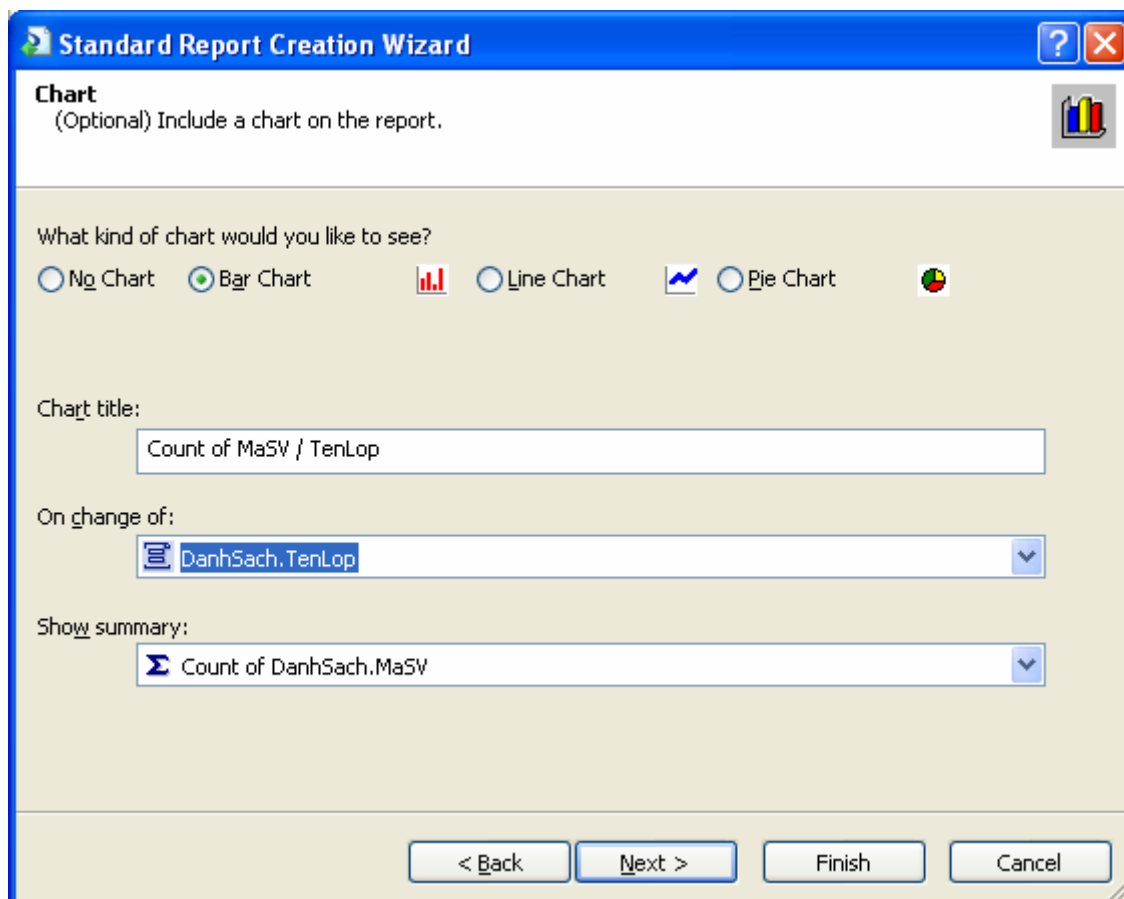 Standard Report Creation Wizard
Chart
(Optional) Include a chart on the report.
What kind of chart would you like to see?
No Chart Bar Chart Line Chart Pie Chart
Chart title:
Count of MaSV / TenLop
On change of:
DanhSach.TenLop
Show summary:
Σ Count of DanhSach.MaSV
< Back Next > Finish Cancel